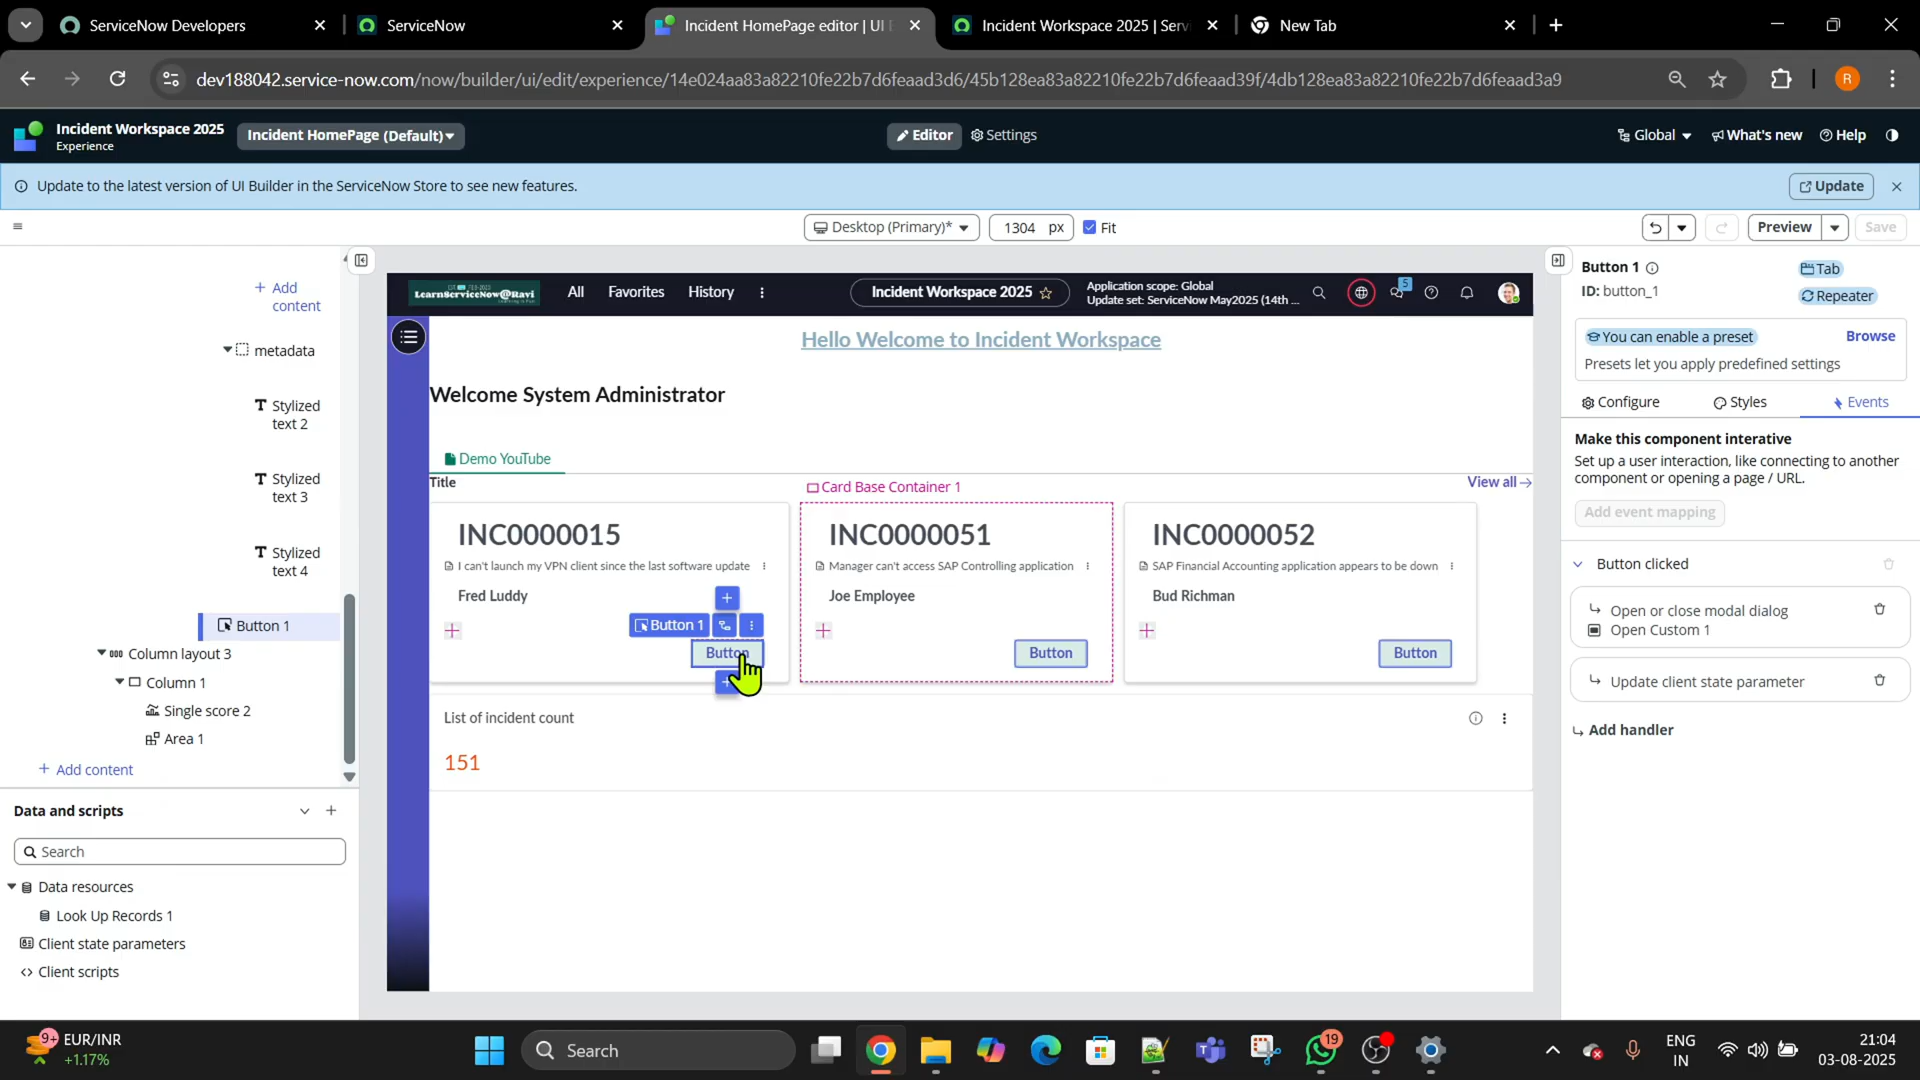 ServiceNow Developers
ServiceNow
Incident HomePage editor | UI
Incident Workspace 2025 | Serv
New Tab
dev188042.service-now.com/now/builder/ui/edit/experience/14e024aa83a82210fe22b7d6feaad3d6/45b128ea83a82210fe22b7d6feaad39f/4db128ea83a82210fe22b7d6feaad3a9
R
Incident Workspace 2025
Experience
Incident HomePage (Default)
Editor
Settings
Global
What's new
Help
Update to the latest version of UI Builder in the ServiceNow Store to see new features.
Update
Desktop (Primary)*
1304 px
Fit
Preview
Save
+ Add content
metadata
Stylized text 2
Stylized text 3
Stylized text 4
Button 1
Column layout 3
Column 1
Single score 2
Area 1
+ Add content
Data and scripts
Search
Data resources
Look Up Records 1
Client state parameters
Client scripts
LearnServiceNow@Ravi
All
Favorites
History
Incident Workspace 2025
Application scope: Global
Update set: ServiceNow May2025 (14th ...
5
Hello Welcome to Incident Workspace
Welcome System Administrator
Demo YouTube
Title
Card Base Container 1
View all
INC0000015
I can't launch my VPN client since the last software update
Fred Luddy
Button 1
Button
INC0000051
Manager can't access SAP Controlling application
Joe Employee
Button
INC0000052
SAP Financial Accounting application appears to be down
Bud Richman
Button
List of incident count
151
Button 1
ID: button_1
Tab
Repeater
You can enable a preset
Browse
Presets let you apply predefined settings
Configure
Styles
Events
Make this component interative
Set up a user interaction, like connecting to another
component or opening a page / URL.
Add event mapping
Button clicked
Open or close modal dialog
Open Custom 1
Update client state parameter
Add handler
9+
EUR/INR
+1.17%
Search
19
ENG
IN
21:04
03-08-2025